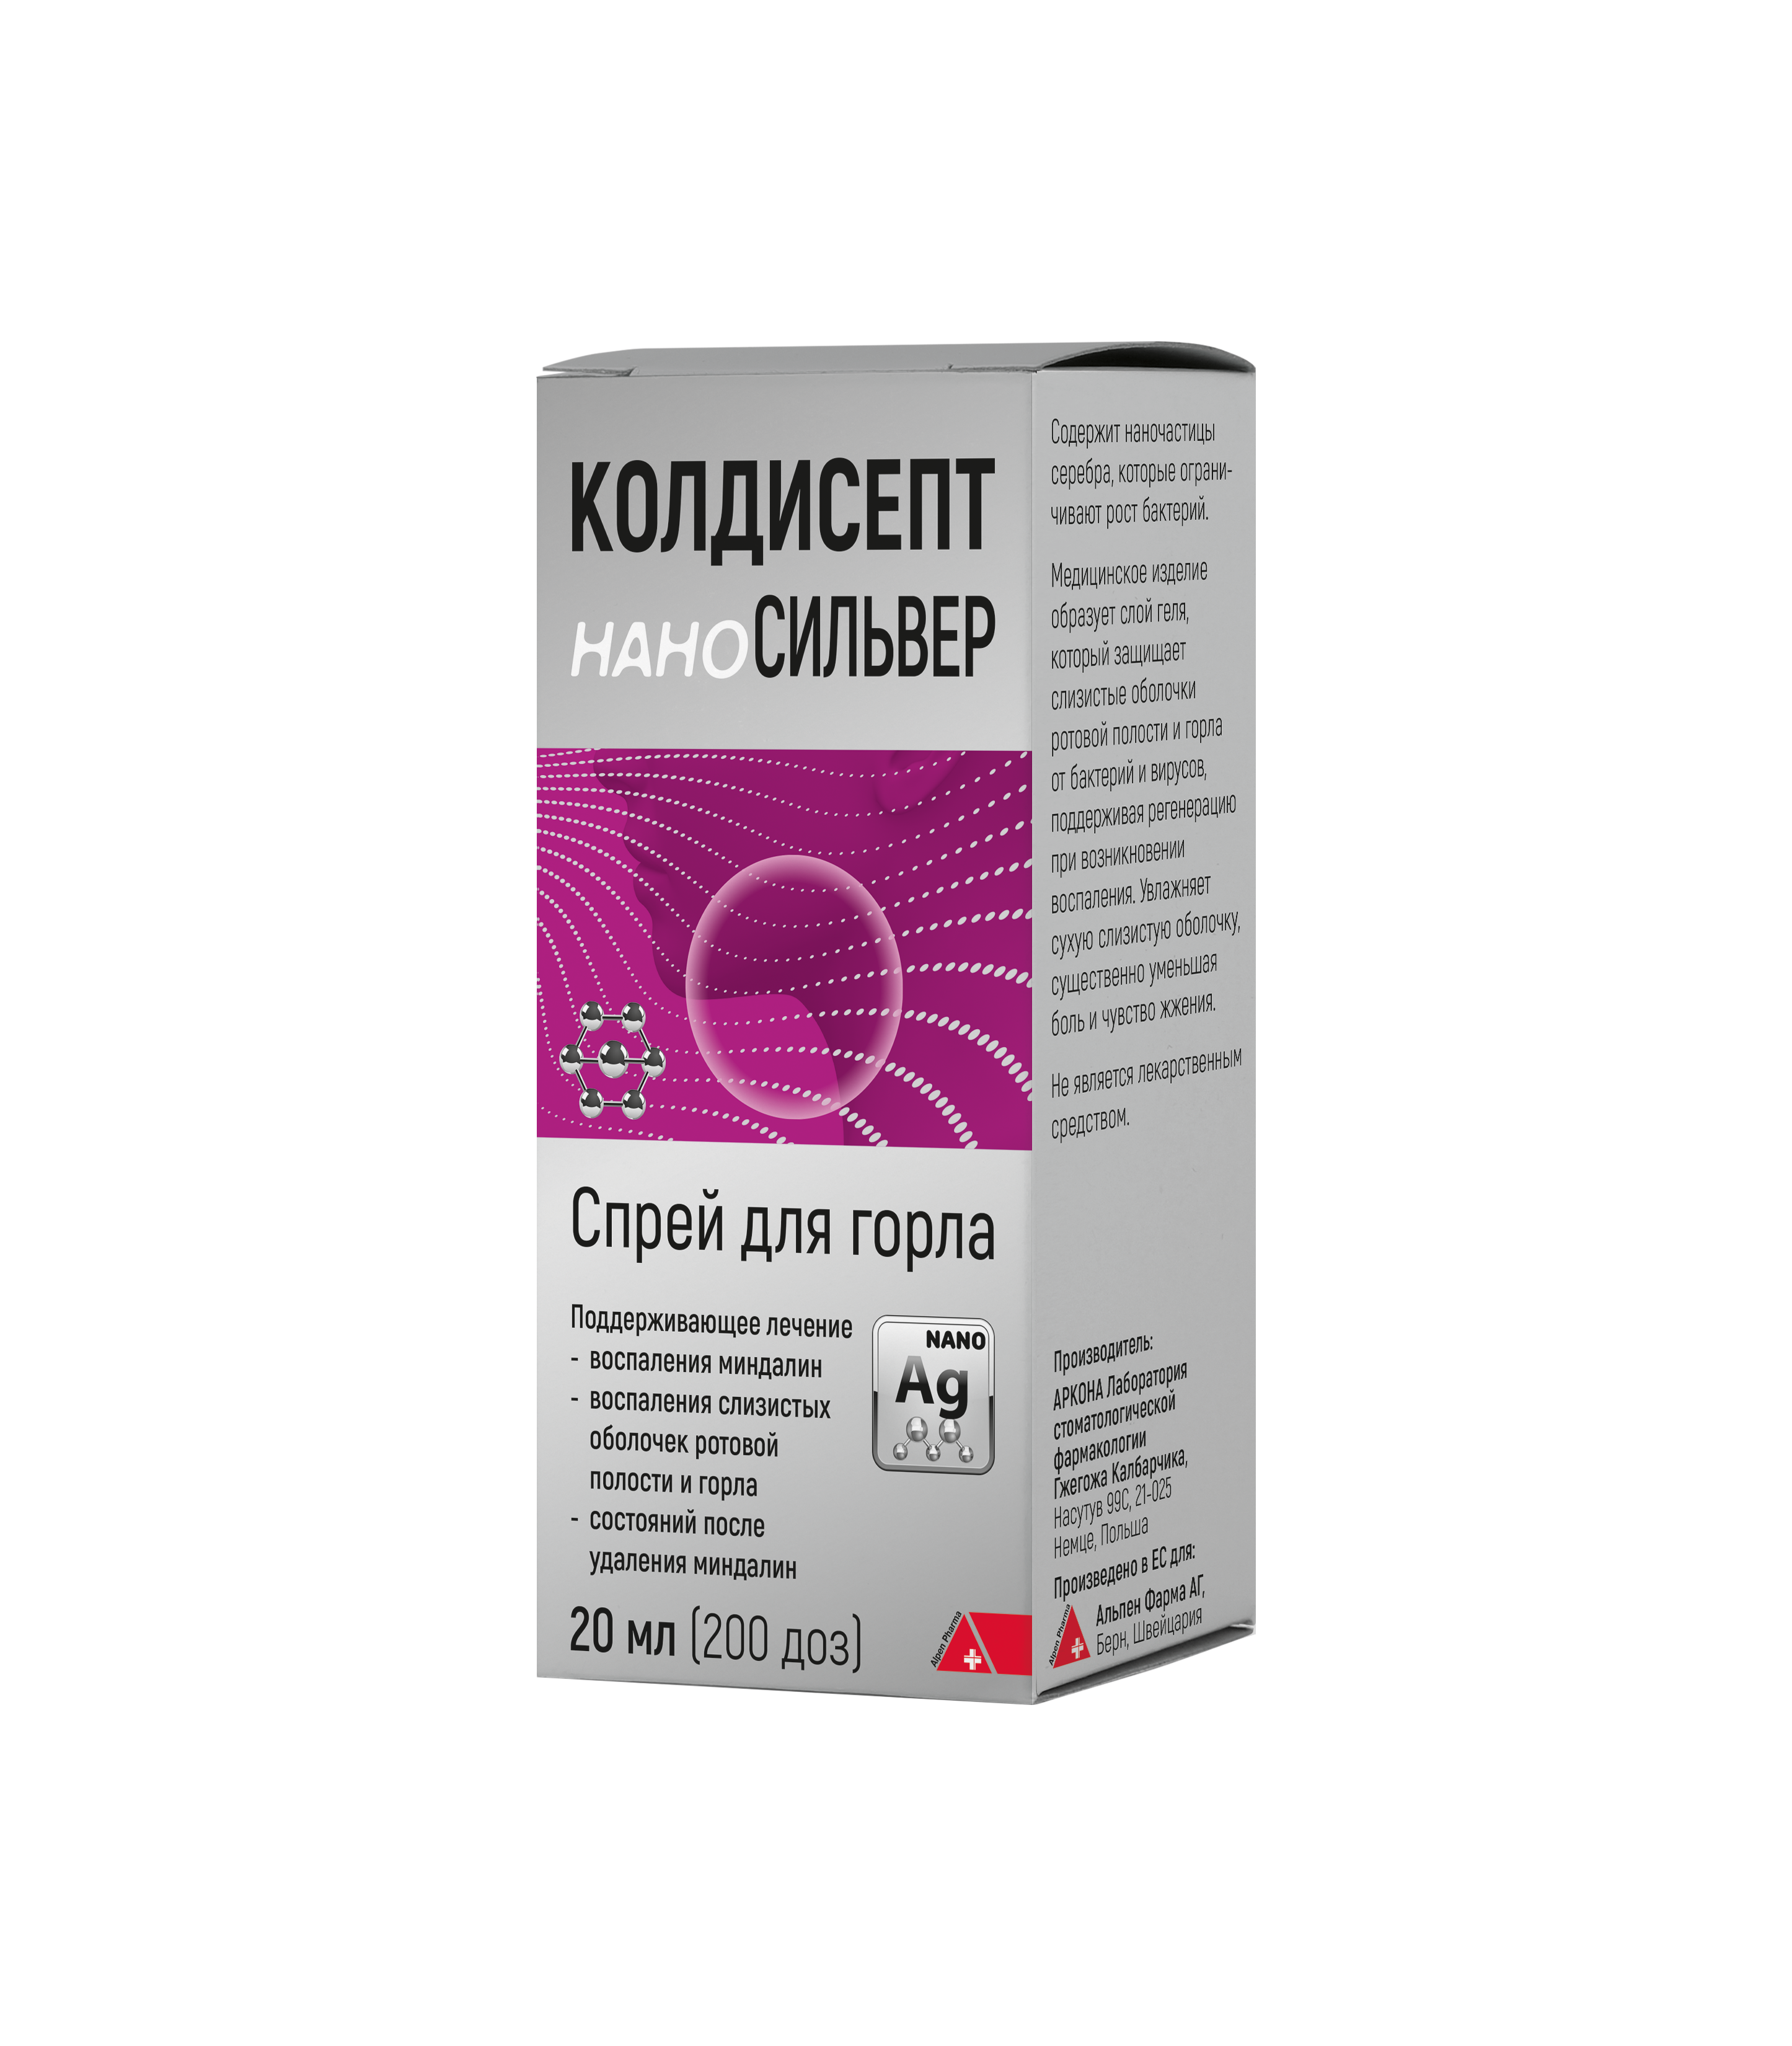 КОЛДИСЕПТ
НАНО СИЛЬВЕР
Спрей для горла
Поддерживающее лечение
- воспаления миндалин
- воспаления слизистых
оболочек ротовой
полости и горла
- состояний после
удаления миндалин
NANO
Ag
20 мл (200 доз)
Alpen Pharma
Содержит наночастицы
серебра, которые ограни-
чивают рост бактерий.
Медицинское изделие
образует слой геля,
который защищает
слизистые оболочки
ротовой полости и горла
от бактерий и вирусов,
поддерживая регенерацию
при возникновении
воспаления. Увлажняет
сухую слизистую оболочку,
существенно уменьшая
боль и чувство жжения.
Не является лекарственным
средством.
Производитель:
АРКОНА Лаборатория
стоматологической
фармакологии
Гжегожа Калбарчика,
Насутув 99С, 21-025
Немце, Польша
Произведено в ЕС для:
Alpen Pharma
Альпен Фарма АГ,
Берн, Швейцария